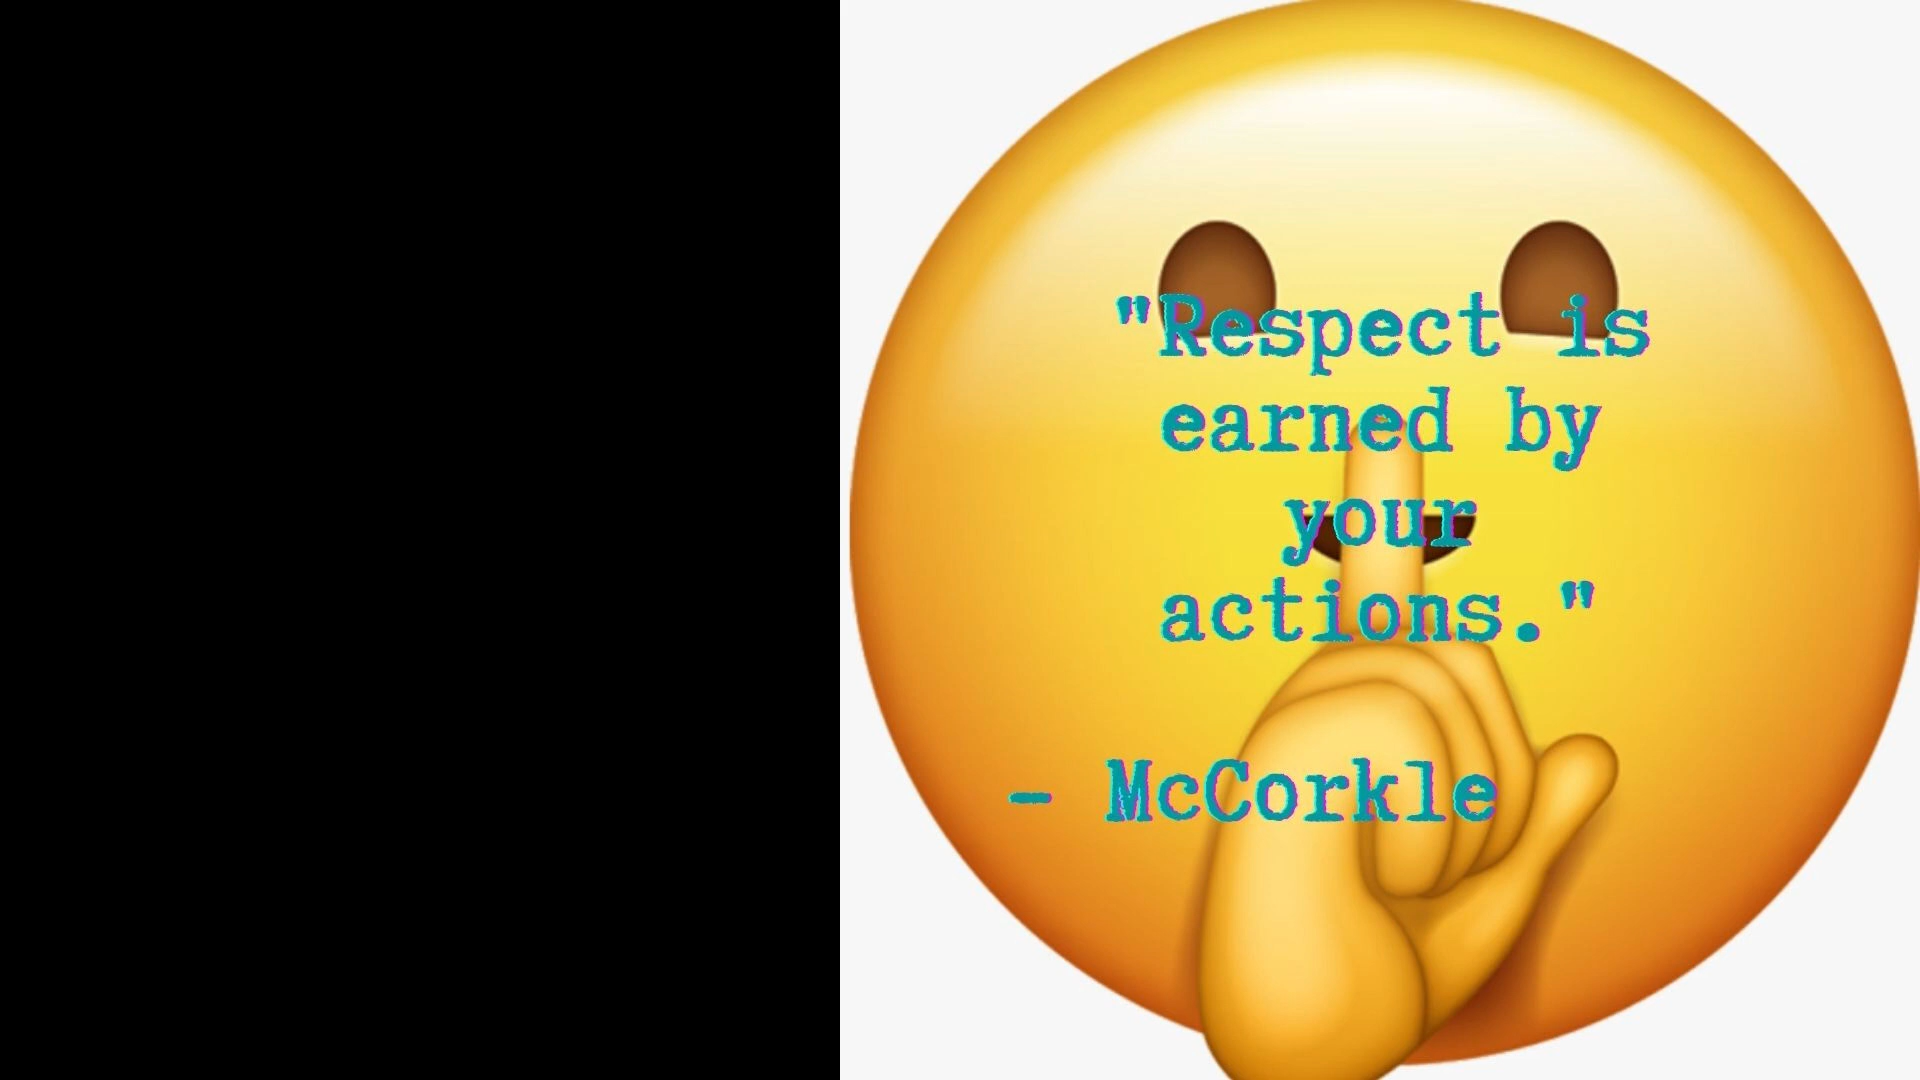 "Respect is
earned by
your
actions."
- McCorkle